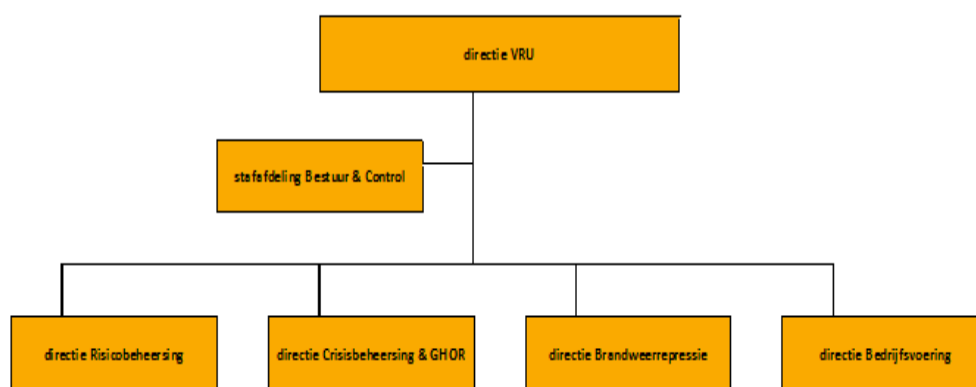 directie VRU
stafafdeling Bestuur & Control
directie Risicobeheersing
directie Crisisbeheersing & GHOR
directie Brandweerrepressie
directie Bedrijfsvoering